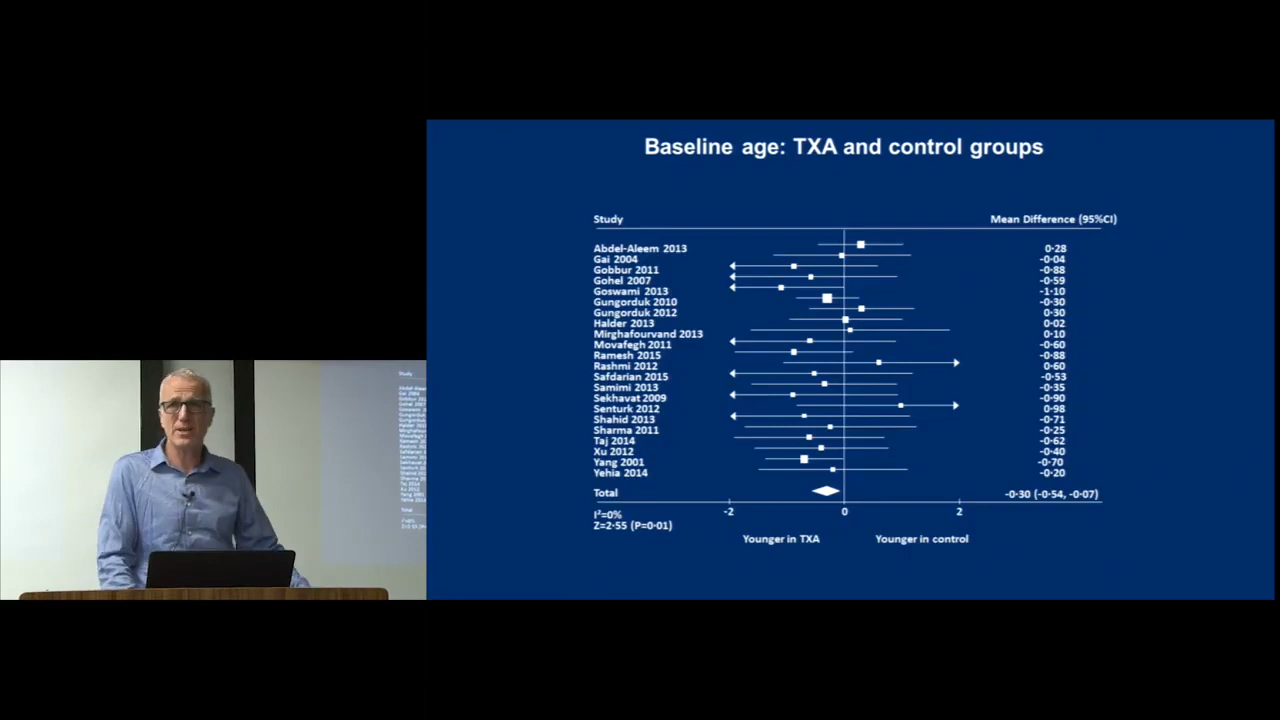 Baseline age: TXA and control groups
Study Mean Difference (95%CI)
Abdel-Aleem 2013 0·28
Gai 2004 -0·04
Gobbur 2011 -0·88
Gohel 2007 -0·59
Goswami 2013 -1·10
Gungorduk 2010 -0·30
Gungorduk 2012 0·30
Halder 2013 0·02
Mirghafourvand 2013 0·10
Movafegh 2011 -0·60
Ramesh 2015 -0·88
Rashmi 2012 0·60
Safdarian 2015 -0·53
Samimi 2013 -0·35
Sekhavat 2009 -0·90
Senturk 2012 0·98
Shahid 2013 -0·71
Sharma 2011 -0·25
Taj 2014 -0·62
Xu 2012 -0·40
Yang 2001 -0·70
Yehia 2014 -0·20
Total -0·30 (-0·54, -0·07)
-2 0 2
I²=0%
Z=2·55 (P=0·01)
Younger in TXA Younger in control